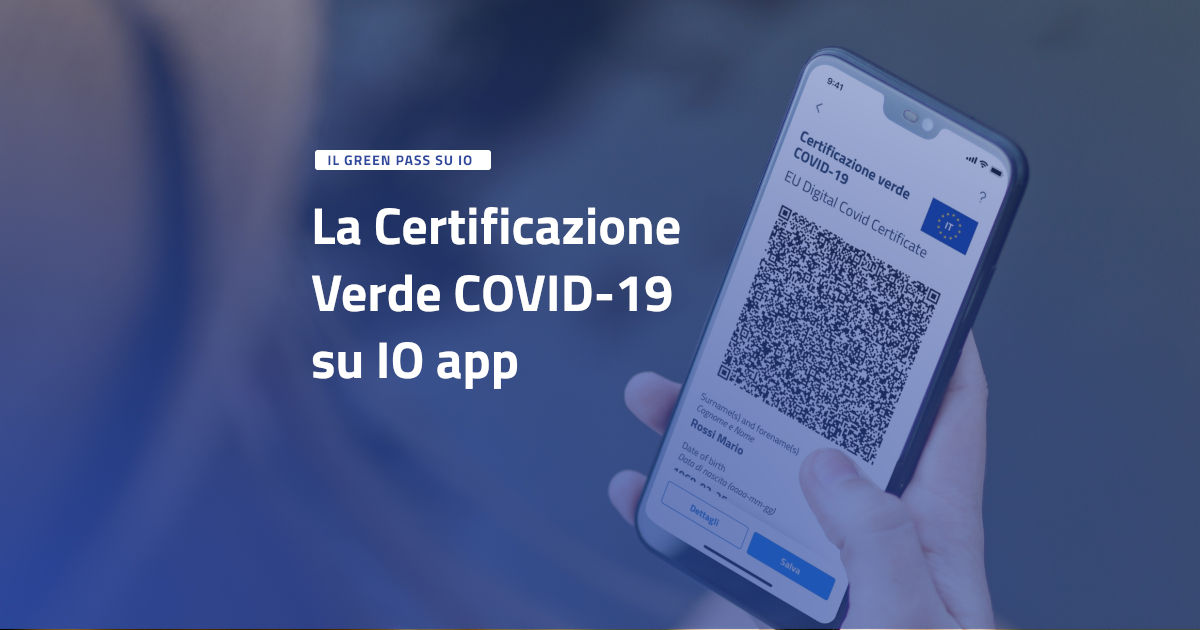 IL GREEN PASS SU IO
La Certificazione
Verde COVID-19
su IO app
9:41
Certificazione verde
COVID-19
?
EU Digital Covid Certificate
IT
Surname(s) and forename(s)
Cognome e Nome
Rossi Mario
Date of birth
Data di nascita (aaaa-mm-gg)
Dettagli
Salva